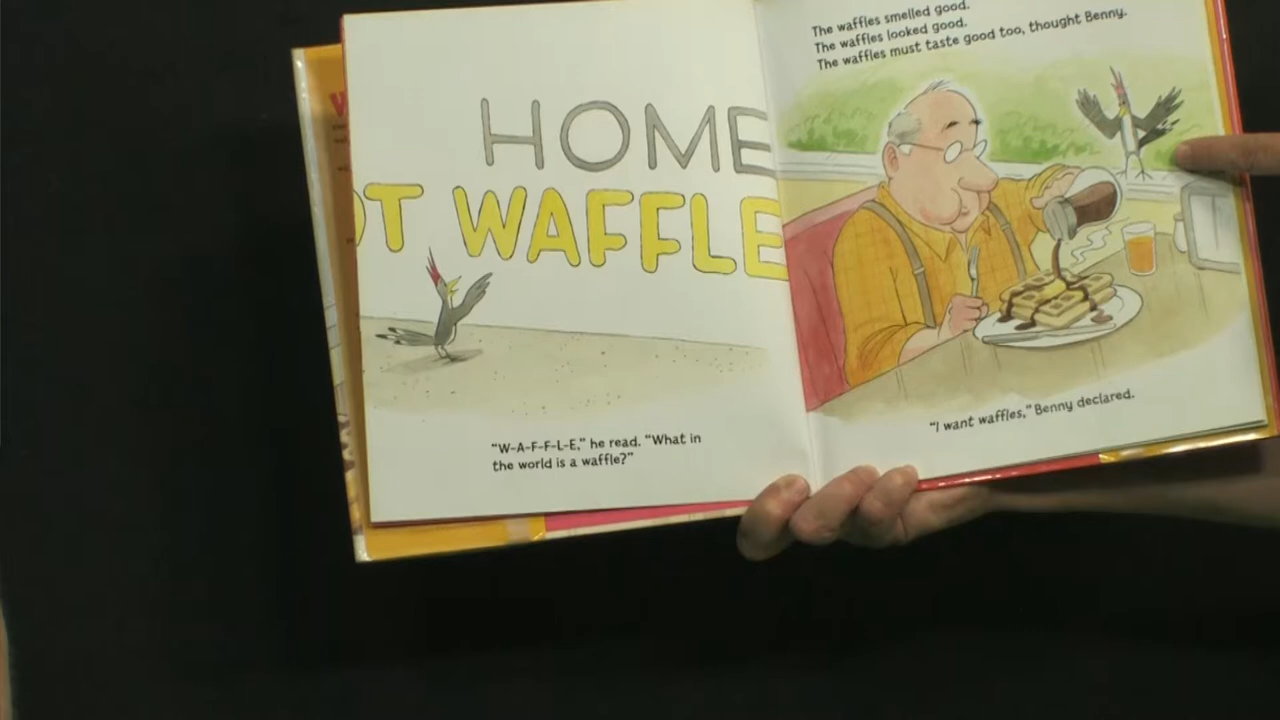 HOME
OT WAFFLE
"W-A-F-F-L-E," he read. "What in
the world is a waffle?"
The waffles smelled good.
The waffles looked good.
The waffles must taste good too, thought Benny.
"I want waffles," Benny declared.